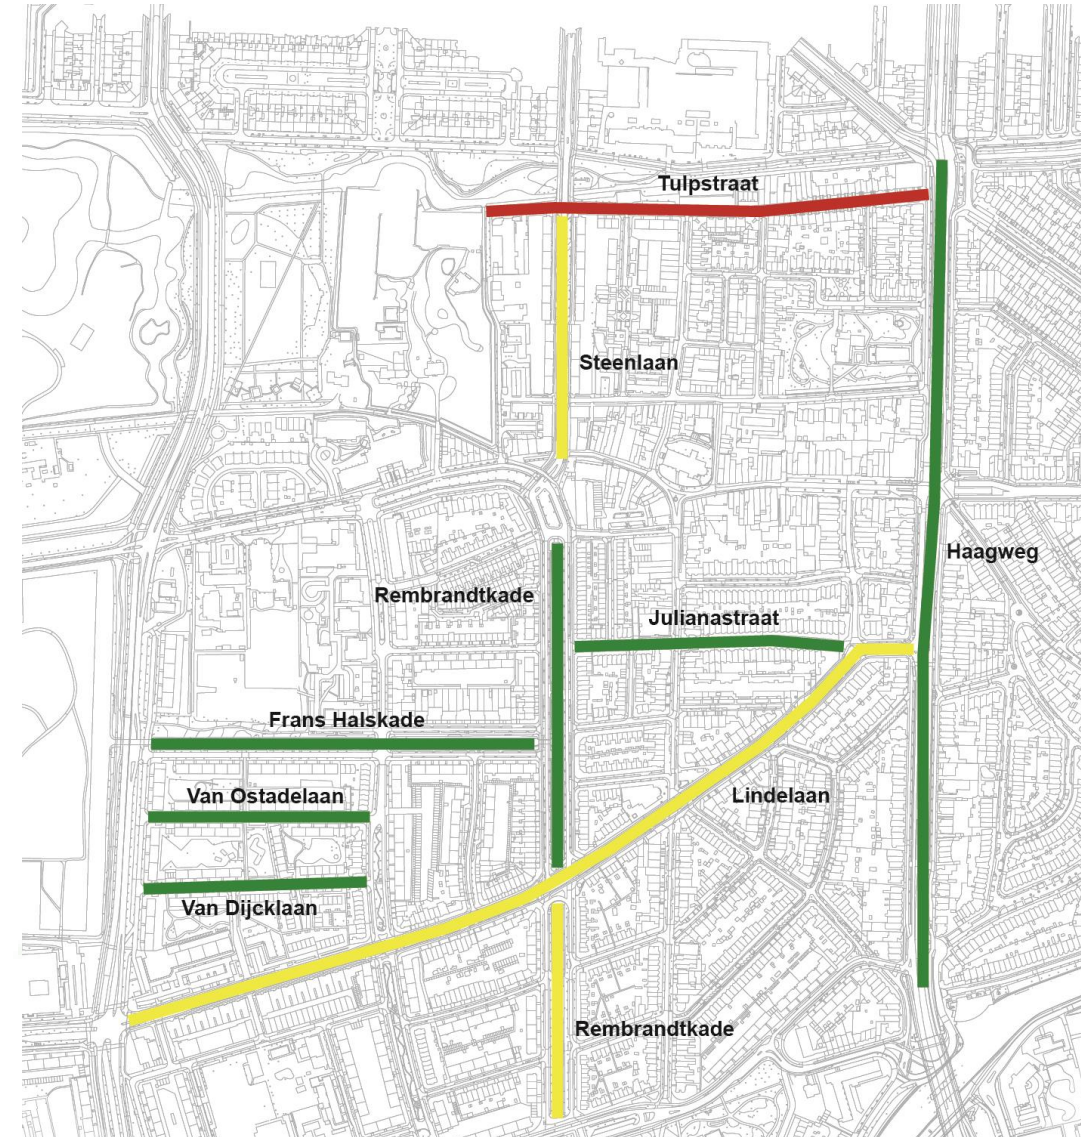 Tulpstraat
Steenlaan
Haagweg
Rembrandtkade
Julianastraat
Frans Halskade
Van Ostadelaan
Lindelaan
Van Dijcklaan
Rembrandtkade